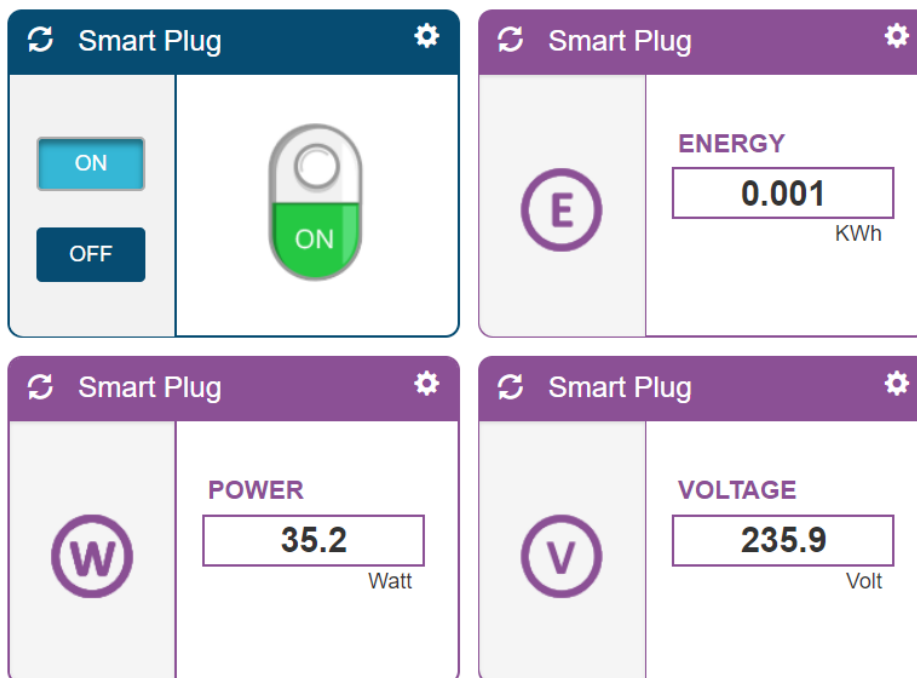 Smart Plug
ON
OFF
ON
Smart Plug
E
ENERGY
0.001
KWh
Smart Plug
W
POWER
35.2
Watt
Smart Plug
V
VOLTAGE
235.9
Volt